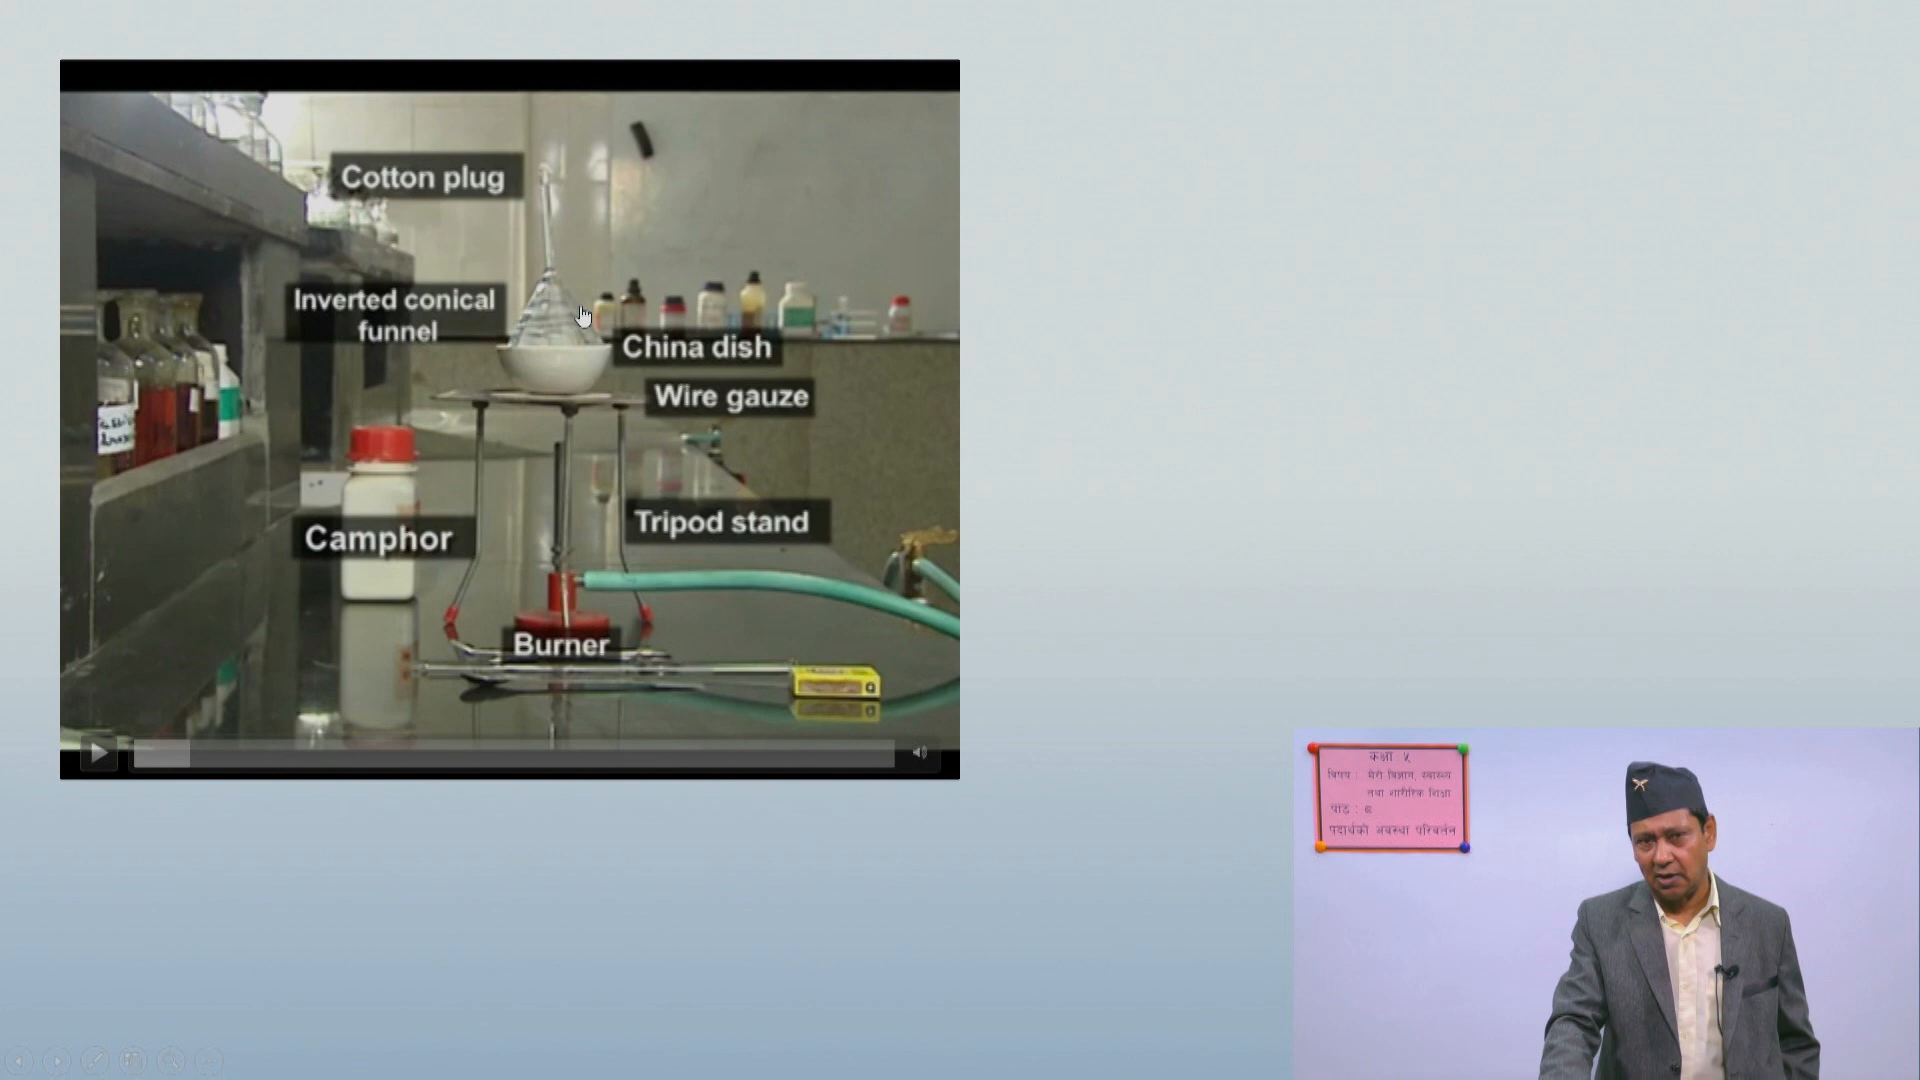 Cotton plug
Inverted conical
funnel
China dish
Wire gauze
Camphor
Tripod stand
Burner
कक्षा ५
विषय : मेरो विज्ञान, स्वास्थ्य
तथा शारीरिक शिक्षा
पाठ : ८
पदार्थको अवस्था परिवर्तन